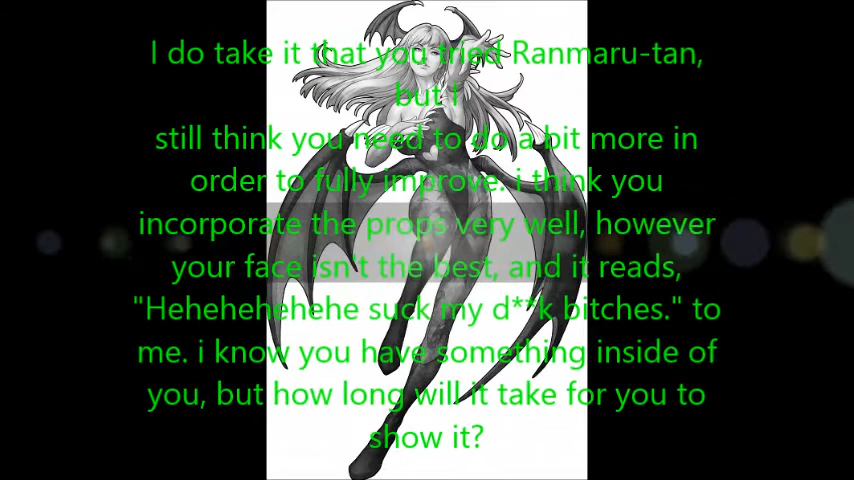 I do take it that you tried Ranmaru-tan,
but I
still think you need to do a bit more in
order to fully improve. i think you
incorporate the props very well, however
your face isn't the best, and it reads,
"Hehehehehehe suck my d**k bitches." to
me. i know you have something inside of
you, but how long will it take for you to
show it?